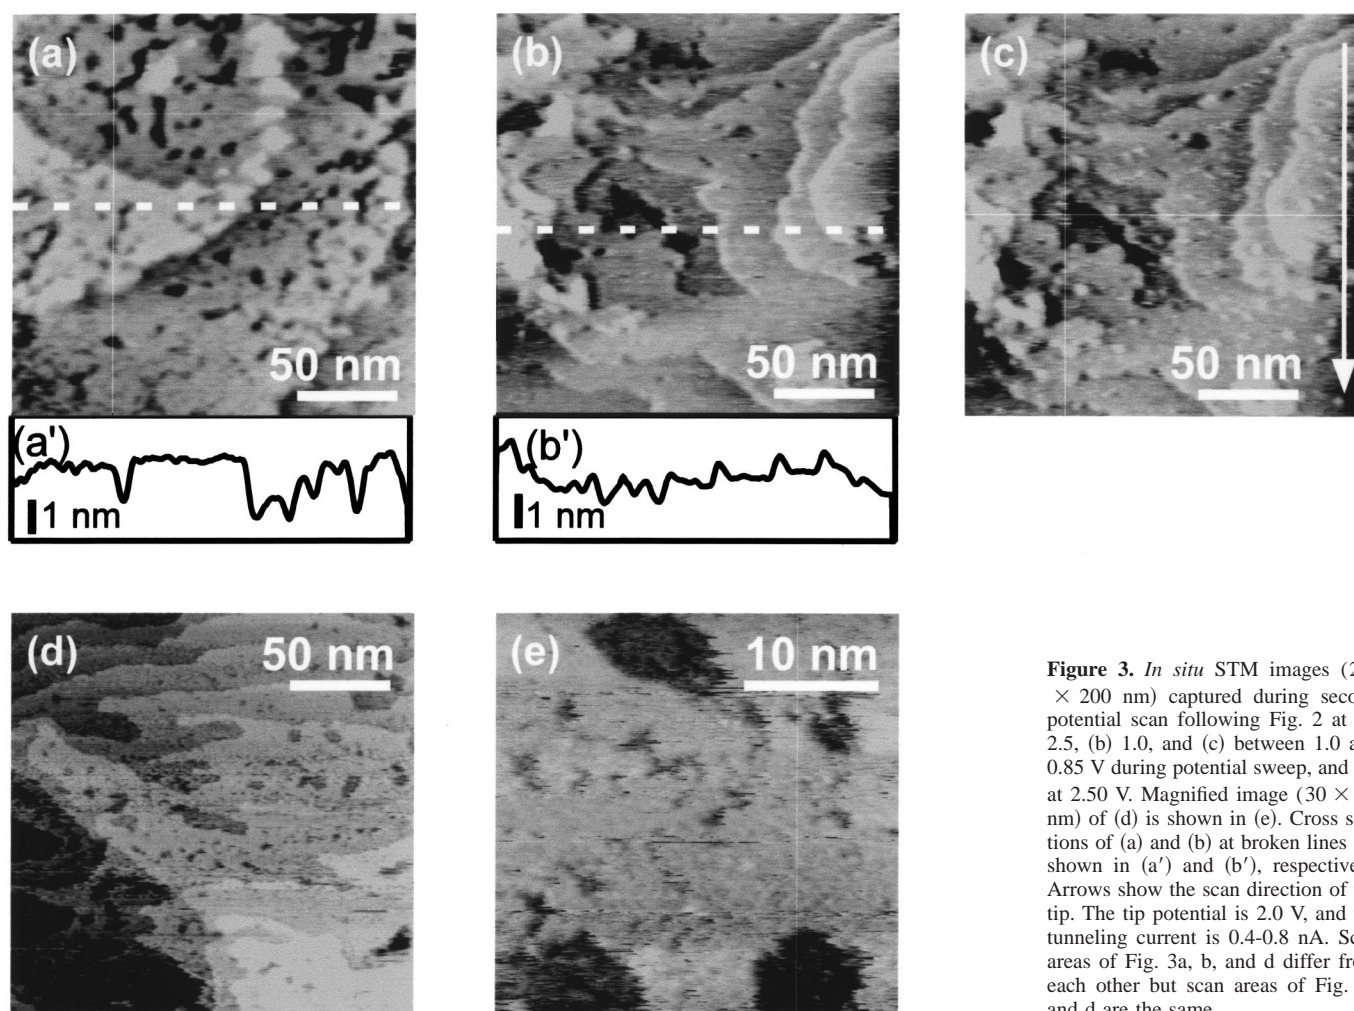 (a)
50 nm
(b)
50 nm
(c)
50 nm
(a')
1 nm
(b')
1 nm
(d)
50 nm
(e)
10 nm
Figure 3. In situ STM images (2
× 200 nm) captured during seco
potential scan following Fig. 2 at
2.5, (b) 1.0, and (c) between 1.0 a
0.85 V during potential sweep, and
at 2.50 V. Magnified image (30 ×
nm) of (d) is shown in (e). Cross s
tions of (a) and (b) at broken lines
shown in (a′) and (b′), respective
Arrows show the scan direction of
tip. The tip potential is 2.0 V, and
tunneling current is 0.4-0.8 nA. Sc
areas of Fig. 3a, b, and d differ fr
each other but scan areas of Fig.
and d are the same